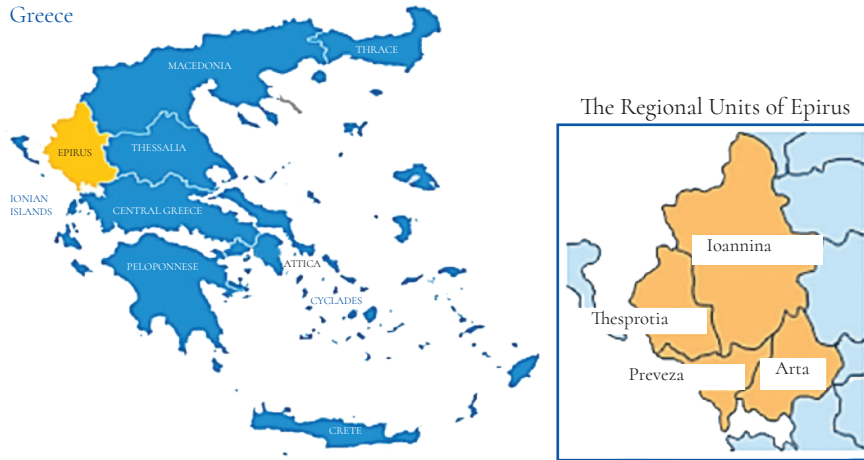 Greece
THRACE
MACEDONIA
EPIRUS
THESSALIA
IONIAN
ISLANDS
CENTRAL GREECE
PELOPONNESE
ATTICA
CYCLADES
CRETE
The Regional Units of Epirus
Ioannina
Thesprotia
Preveza
Arta